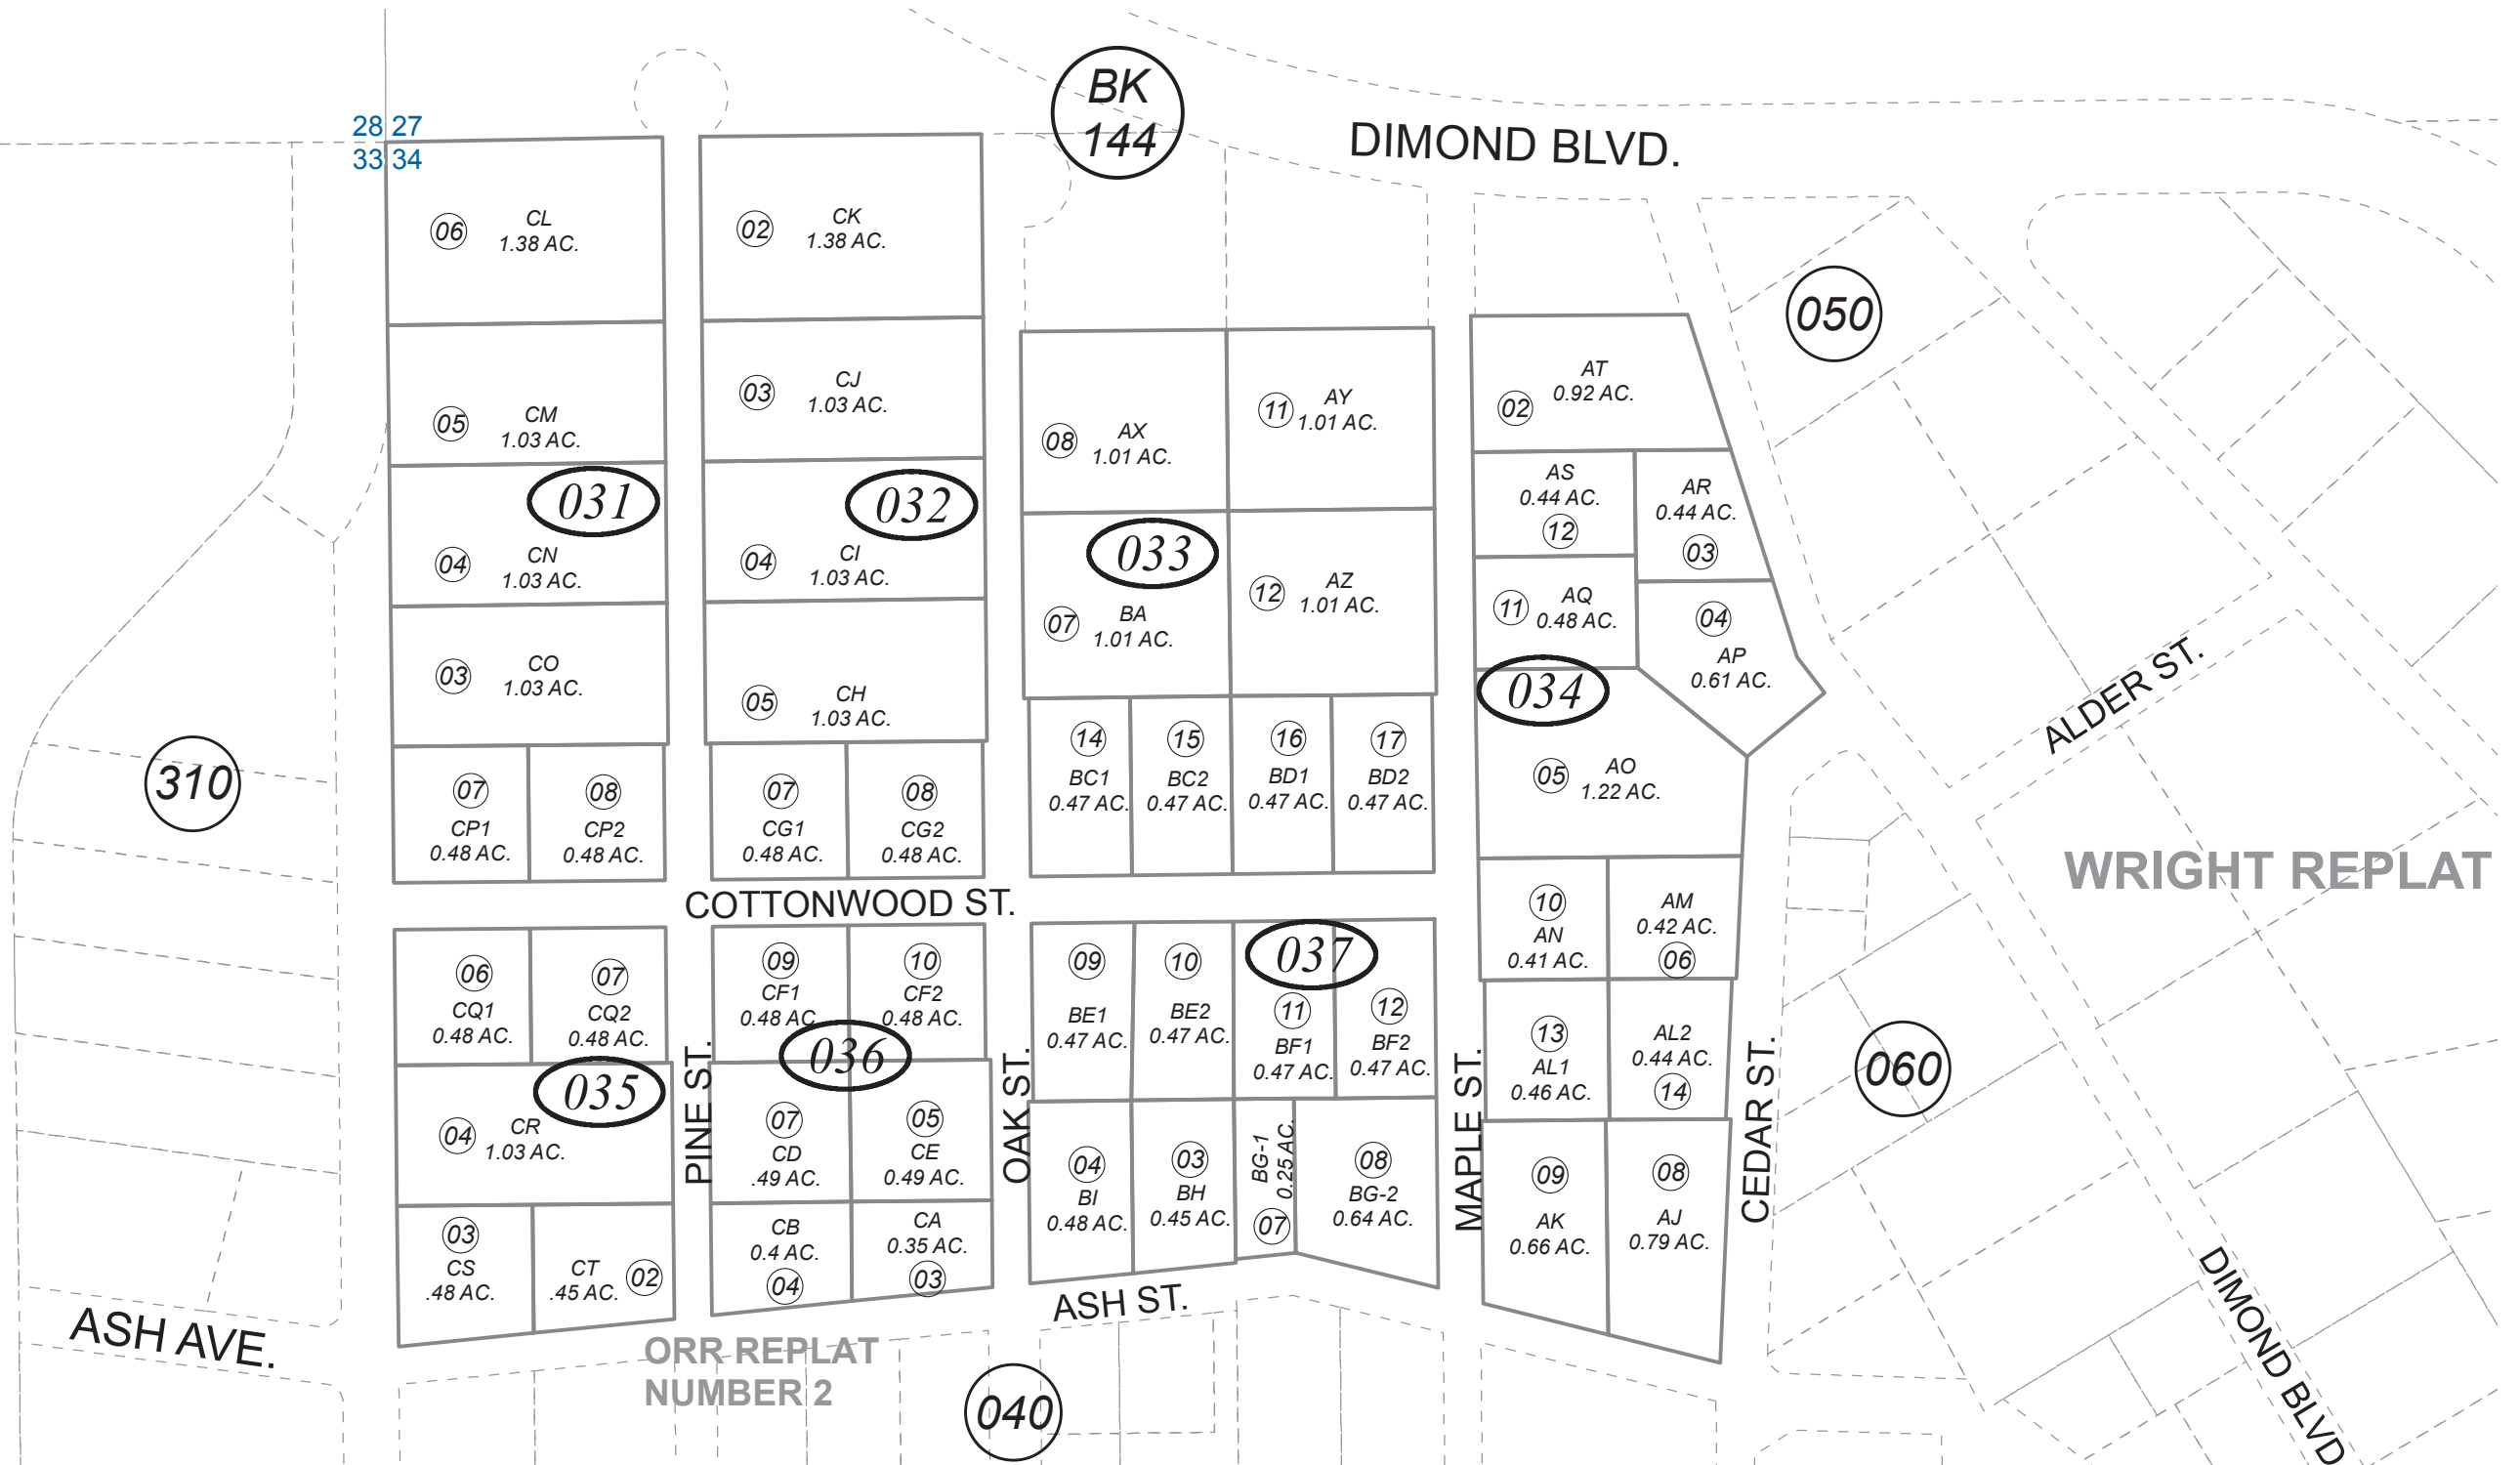 BK
144
DIMOND BLVD.
28 27
33 34
06
CL
1.38 AC.
02
CK
1.38 AC.
050
05
CM
1.03 AC.
03
CJ
1.03 AC.
08
AX
1.01 AC.
11
AY
1.01 AC.
02
AT
0.92 AC.
031
032
033
04
CN
1.03 AC.
04
CI
1.03 AC.
07
BA
1.01 AC.
12
AZ
1.01 AC.
AS
0.44 AC.
12
AR
0.44 AC.
03
11
AQ
0.48 AC.
04
AP
0.61 AC.
034
03
CO
1.03 AC.
05
CH
1.03 AC.
ALDER ST.
310
07
CP1
0.48 AC.
08
CP2
0.48 AC.
07
CG1
0.48 AC.
08
CG2
0.48 AC.
14
BC1
0.47 AC.
15
BC2
0.47 AC.
16
BD1
0.47 AC.
17
BD2
0.47 AC.
05
AO
1.22 AC.
WRIGHT REPLAT
COTTONWOOD ST.
10
AN
0.41 AC.
AM
0.42 AC.
06
06
CQ1
0.48 AC.
07
CQ2
0.48 AC.
09
CF1
0.48 AC
10
CF2
0.48 AC.
036
09
BE1
0.47 AC.
10
BE2
0.47 AC.
037
11
BF1
0.47 AC.
12
BF2
0.47 AC.
13
AL1
0.46 AC.
AL2
0.44 AC.
14
060
035
04
CR
1.03 AC.
PINE ST.
07
CD
.49 AC.
05
CE
0.49 AC.
OAK ST.
04
BI
0.48 AC.
03
BH
0.45 AC.
BG-1
0.25 AC.
07
08
BG-2
0.64 AC.
MAPLE ST.
09
AK
0.66 AC.
08
AJ
0.79 AC.
CEDAR ST.
03
CS
.48 AC.
CT
.45 AC.
02
CB
0.4 AC.
04
CA
0.35 AC.
03
ASH ST.
ASH AVE.
DIMOND BLVD
ORR REPLAT
NUMBER 2
040